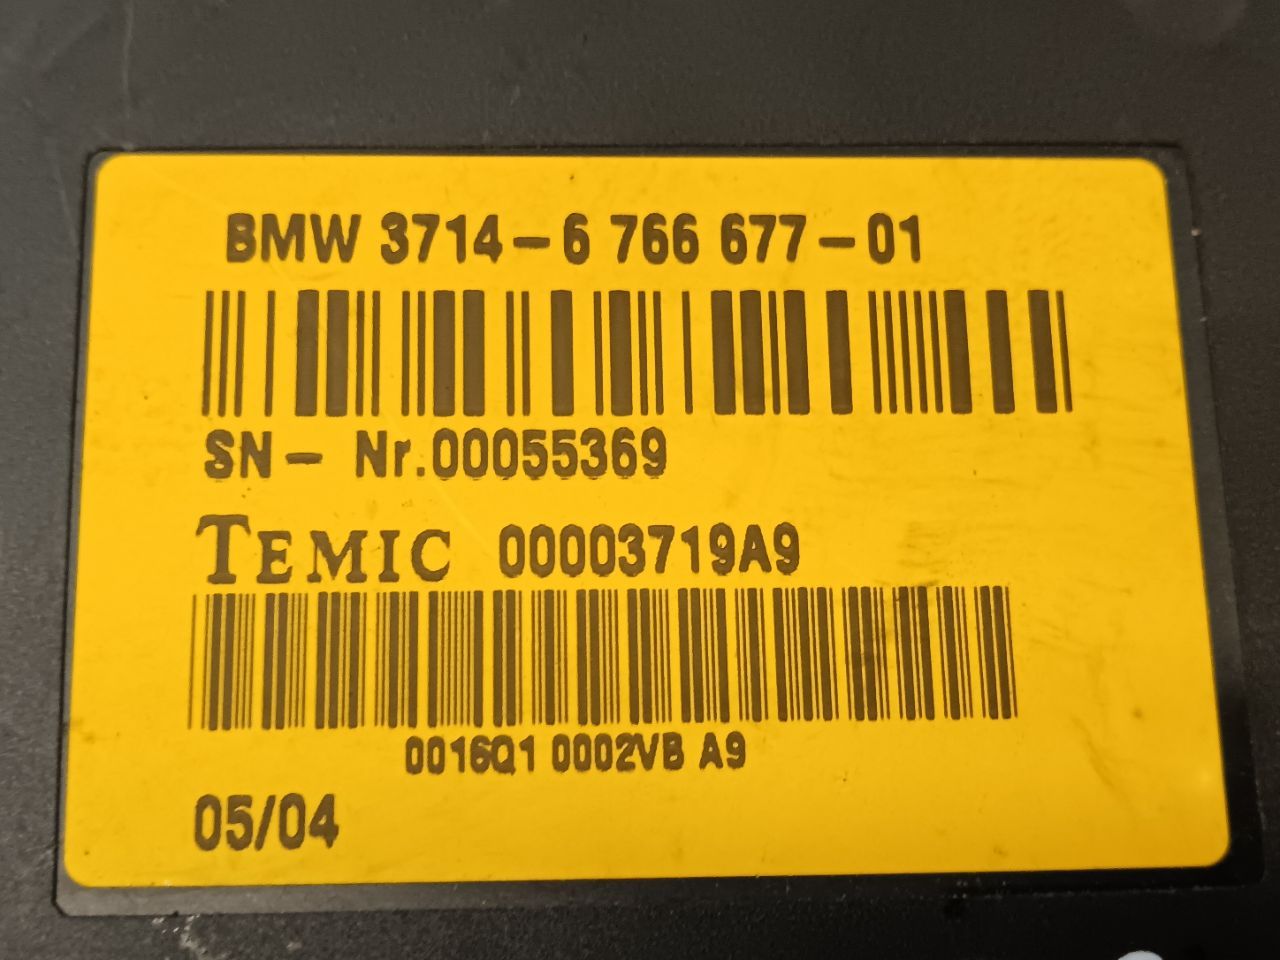 BMW 3714-6 766 677-01
SN- Nr.00055369
TEMIC 00003719A9
0016Q1 0002VB A9
05/04